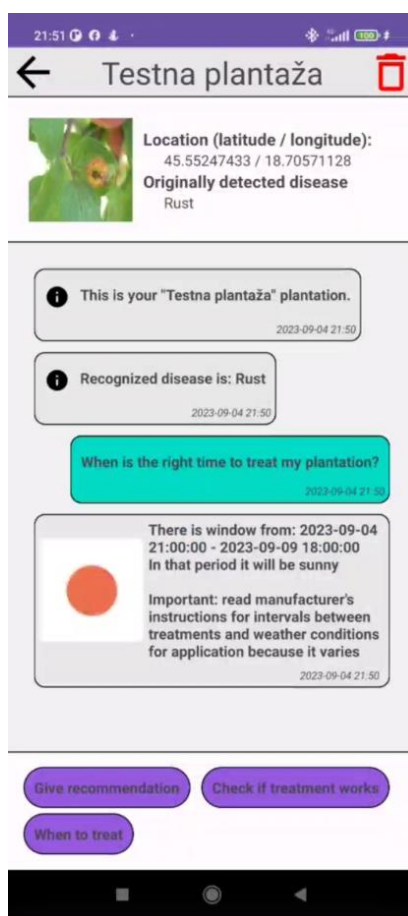 21:51
100
Testna plantaža
Location (latitude / longitude):
45.55247433 / 18.70571128
Originally detected disease
Rust
This is your "Testna plantaža" plantation.
2023-09-04 21:50
Recognized disease is: Rust
2023-09-04 21:50
When is the right time to treat my plantation?
2023-09-04 21:50
There is window from: 2023-09-04
21:00:00 - 2023-09-09 18:00:00
In that period it will be sunny
Important: read manufacturer's
instructions for intervals between
treatments and weather conditions
for application because it varies
2023-09-04 21:50
Give recommendation
Check if treatment works
When to treat